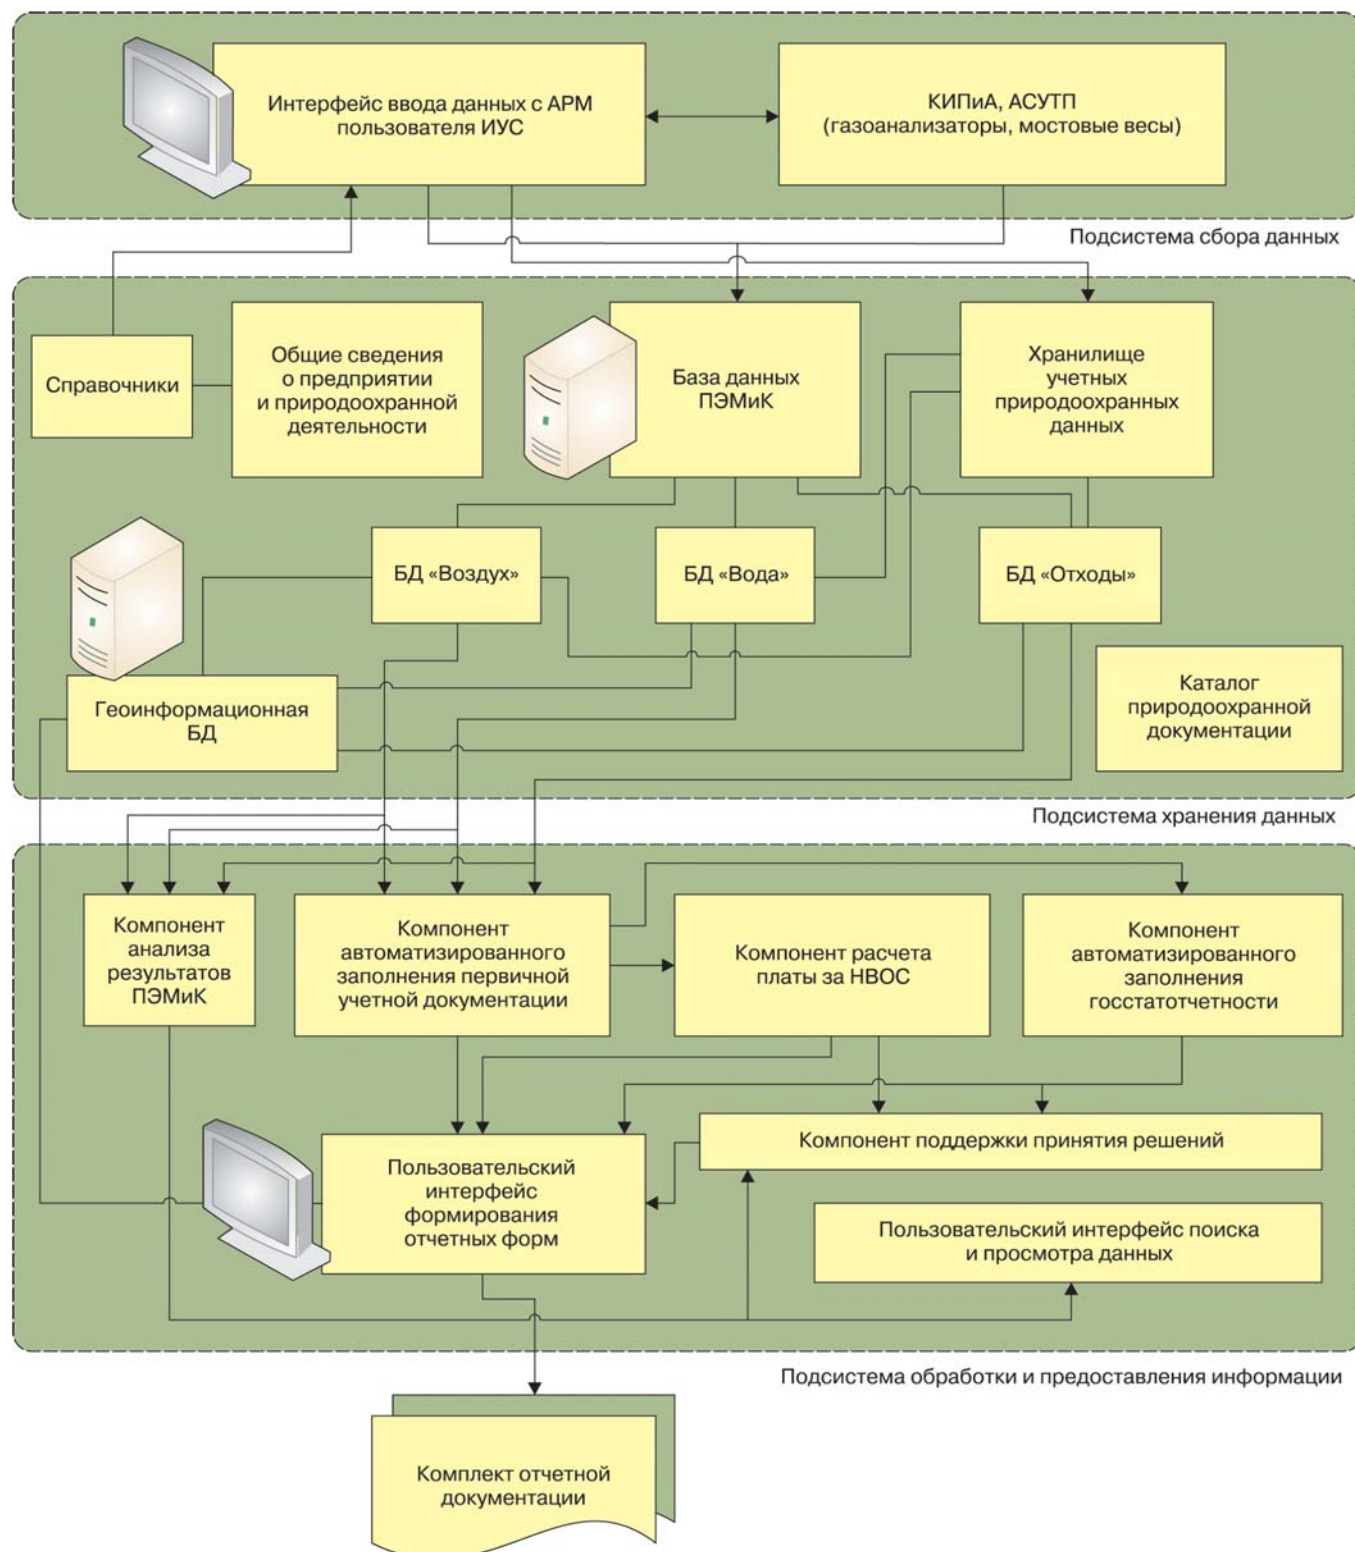 Интерфейс ввода данных с АРМ
пользователя ИУС
КИПиА, АСУТП
(газоанализаторы, мостовые весы)
Подсистема сбора данных
Справочники
Общие сведения
о предприятии
и природоохранной
деятельности
База данных
ПЭМиК
Хранилище
учетных
природоохранных
данных
БД «Воздух»
БД «Вода»
БД «Отходы»
Геоинформационная
БД
Каталог
природоохранной
документации
Подсистема хранения данных
Компонент
анализа
результатов
ПЭМиК
Компонент
автоматизированного
заполнения первичной
учетной документации
Компонент расчета
платы за НВОС
Компонент
автоматизированного
заполнения
госстатотчетности
Компонент поддержки принятия решений
Пользовательский
интерфейс
формирования
отчетных форм
Пользовательский интерфейс поиска
и просмотра данных
Подсистема обработки и предоставления информации
Комплект отчетной
документации